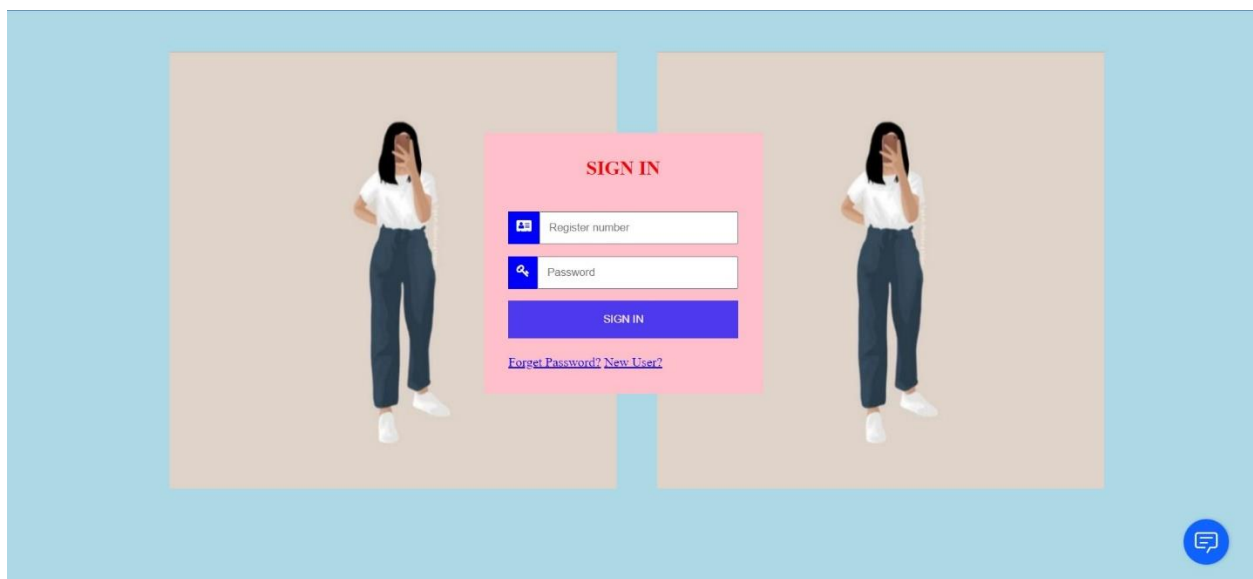 SIGN IN
Register number
Password
SIGN IN
Forget Password? New User?